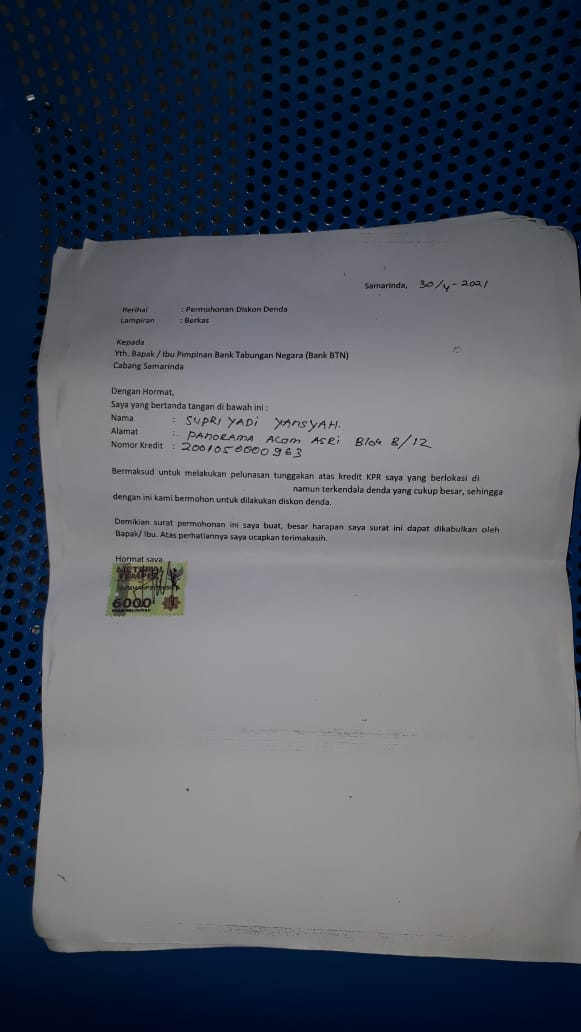 Samarinda, 30/4-2021
Perihal : Permohonan Diskon Denda
Lampiran : Berkas
Kepada
Yth. Bapak / Ibu Pimpinan Bank Tabungan Negara (Bank BTN)
Cabang Samarinda
Dengan Hormat,
Saya yang bertanda tangan di bawah ini :
Nama : SUPRIYADI YANSYAH.
Alamat : PANORAMA ALAM ASRI Blok B/12
Nomor Kredit : 2001050000963
Bermaksud untuk melakukan pelunasan tunggakan atas kredit KPR saya yang berlokasi di
namun terkendala denda yang cukup besar, sehingga
dengan ini kami bermohon untuk dilakukan diskon denda.
Demikian surat permohonan ini saya buat, besar harapan saya surat ini dapat dikabulkan oleh
Bapak/ Ibu. Atas perhatiannya saya ucapkan terimakasih.
Hormat saya
METERAI
TEMPEL
6000